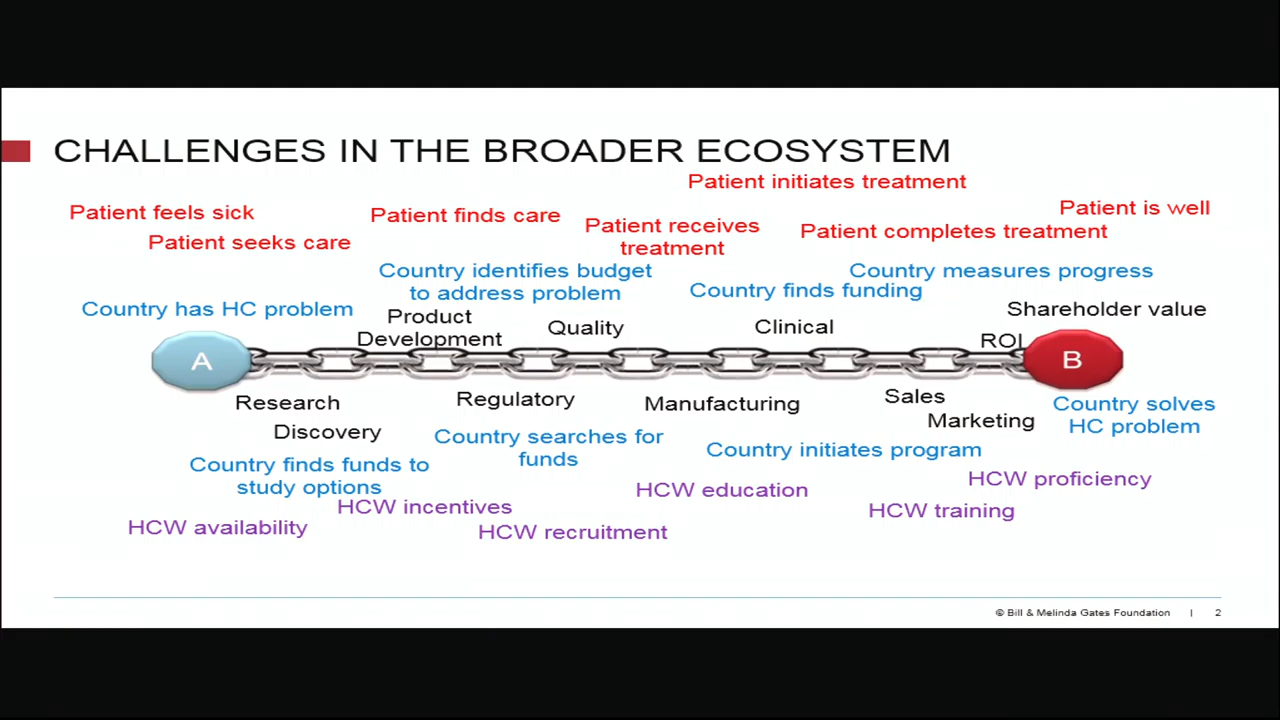 CHALLENGES IN THE BROADER ECOSYSTEM
Patient initiates treatment
Patient feels sick
Patient finds care
Patient is well
Patient seeks care
Patient receives
treatment
Patient completes treatment
Country identifies budget
to address problem
Country measures progress
Country finds funding
Country has HC problem
Shareholder value
Product
Development
Quality
Clinical
ROI
A
B
Research
Regulatory
Manufacturing
Sales
Marketing
Country solves
HC problem
Discovery
Country searches for
funds
Country initiates program
Country finds funds to
study options
HCW proficiency
HCW education
HCW incentives
HCW training
HCW availability
HCW recruitment
© Bill & Melinda Gates Foundation | 2